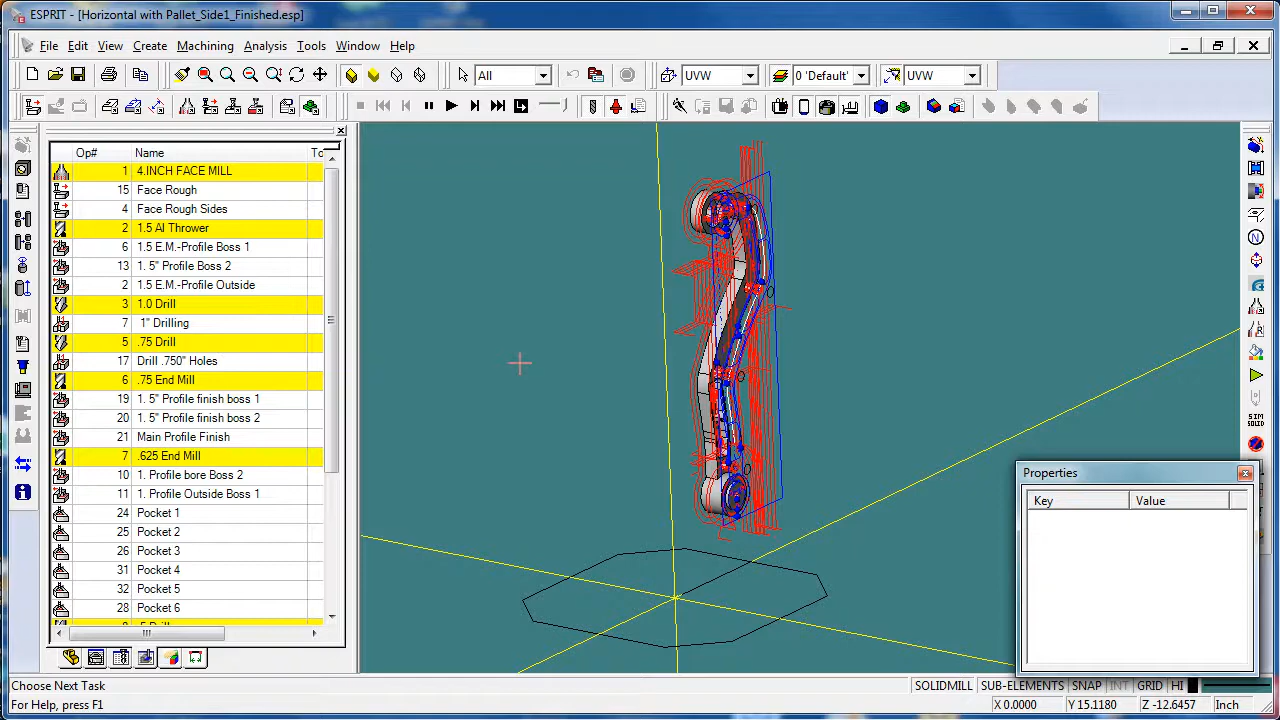 ESPRIT - [Horizontal with Pallet_Side1_Finished.esp]
File Edit View Create Machining Analysis Tools Window Help
All UVW 0 'Default' UVW
Op# Name To
1 4.INCH FACE MILL
15 Face Rough
4 Face Rough Sides
2 1.5 Al Thrower
6 1.5 E.M.-Profile Boss 1
13 1. 5" Profile Boss 2
2 1.5 E.M.-Profile Outside
3 1.0 Drill
7 1" Drilling
5 .75 Drill
17 Drill .750" Holes
6 .75 End Mill
19 1. 5" Profile finish boss 1
20 1. 5" Profile finish boss 2
21 Main Profile Finish
7 .625 End Mill
10 1. Profile bore Boss 2
11 1. Profile Outside Boss 1
24 Pocket 1
25 Pocket 2
26 Pocket 3
31 Pocket 4
32 Pocket 5
28 Pocket 6
SIM
SOLID
Properties
Key Value
Choose Next Task SOLIDMILL SUB-ELEMENTS SNAP INT GRID HI
For Help, press F1 X 0.0000 Y 15.1180 Z -12.6457 Inch